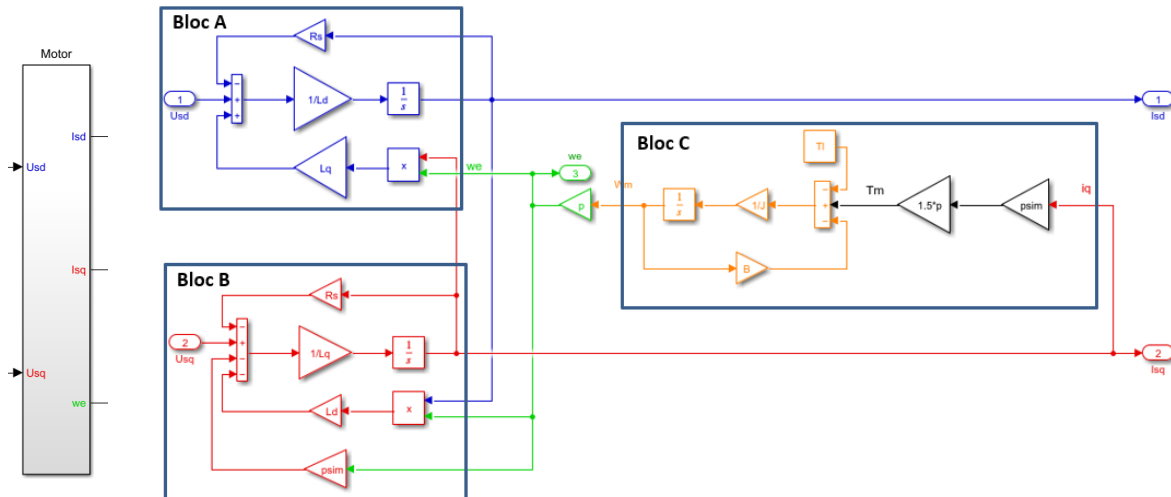 Motor
Usd
Usq
Isd
Isq
we
Bloc A
Rs
1
Usd
−
+
+
1/Ld
1
s
Lq
x
we
1
Isd
we
3
p
Bloc C
Wm
1
s
1/J
B
Tl
−
+
−
Tm
1.5*p
psim
iq
Bloc B
Rs
2
Usq
−
+
−
−
1/Lq
1
s
Ld
x
psim
2
Isq